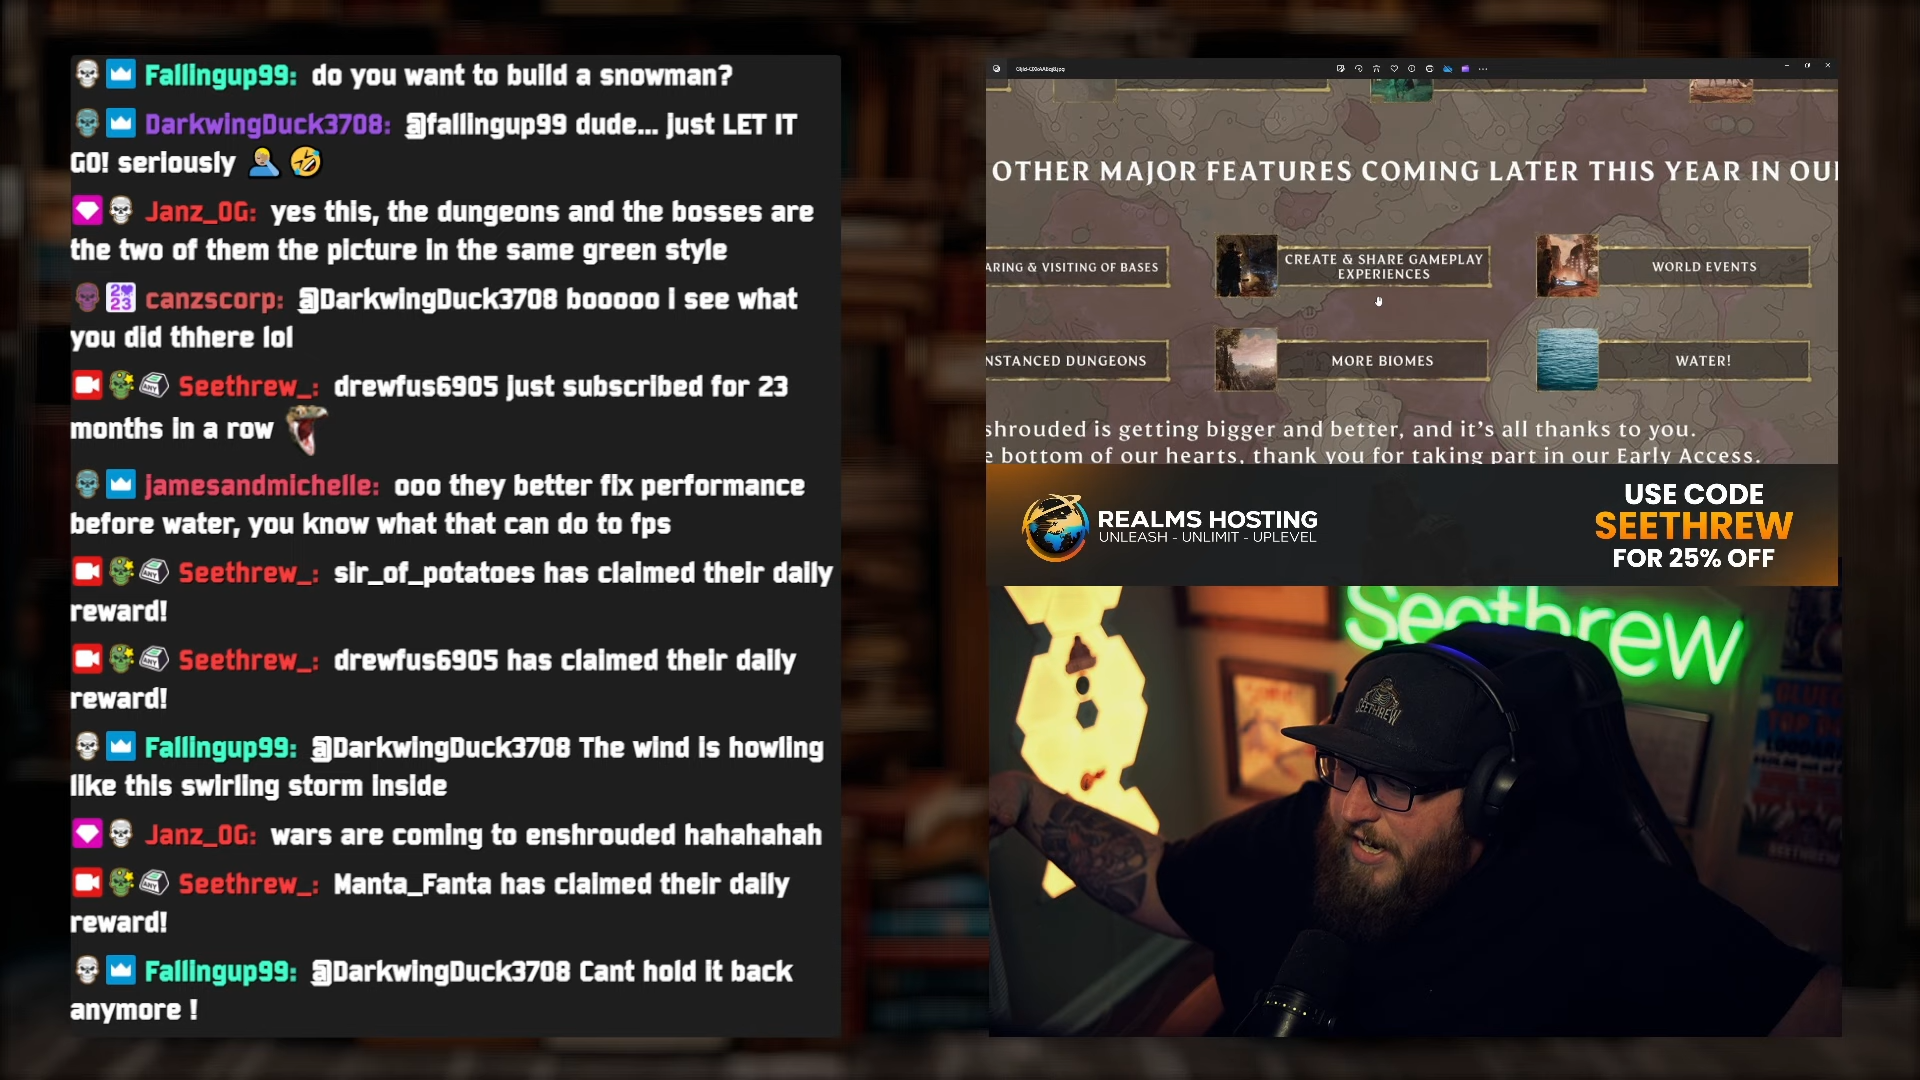 Fallingup99: do you want to build a snowman?
DarkwingDuck3708: @fallingup99 dude... just LET IT
GO! seriously
Janz_OG: yes this, the dungeons and the bosses are
the two of them the picture in the same green style
canzscorp: @DarkwingDuck3708 booooo I see what
you did thhere lol
Seethrew_: drewfus6905 just subscribed for 23
months in a row
jamesandmichelle: ooo they better fix performance
before water, you know what that can do to fps
Seethrew_: sir_of_potatoes has claimed their daily
reward!
Seethrew_: drewfus6905 has claimed their daily
reward!
Fallingup99: @DarkwingDuck3708 The wind is howling
like this swirling storm inside
Janz_OG: wars are coming to enshrouded hahahahah
Seethrew_: Manta_Fanta has claimed their daily
reward!
Fallingup99: @DarkwingDuck3708 Cant hold it back
anymore !
OTHER MAJOR FEATURES COMING LATER THIS YEAR IN OU
ARING & VISITING OF BASES
CREATE & SHARE GAMEPLAY
EXPERIENCES
WORLD EVENTS
NSTANCED DUNGEONS
MORE BIOMES
WATER!
shrouded is getting bigger and better, and it's all thanks to you.
e bottom of our hearts, thank you for taking part in our Early Access.
REALMS HOSTING
UNLEASH - UNLIMIT - UPLEVEL
USE CODE
SEETHREW
FOR 25% OFF
Seethrew
SEETHREW